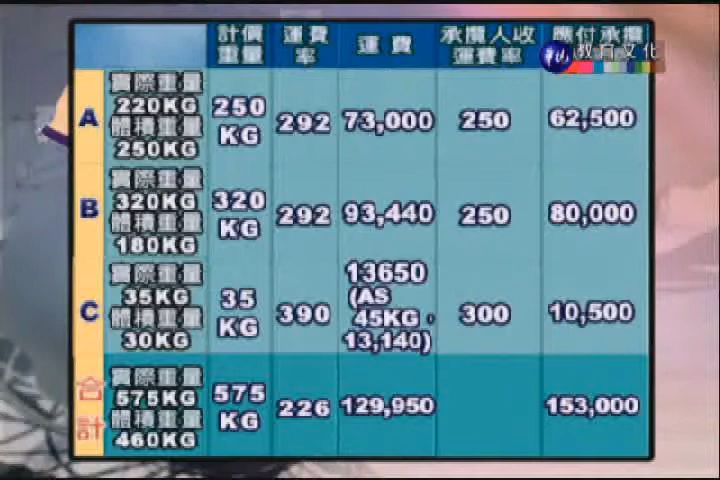 計價重量
運費率
運費
承攬人收運費率
應付承攬
教育文化
A
實際重量
220KG
體積重量
250KG
250
KG
292
73,000
250
62,500
B
實際重量
320KG
體積重量
180KG
320
KG
292
93,440
250
80,000
C
實際重量
35KG
體積重量
30KG
35
KG
390
13650
(AS
45KG,
13,140)
300
10,500
合計
實際重量
575KG
體積重量
460KG
575
KG
226
129,950
153,000